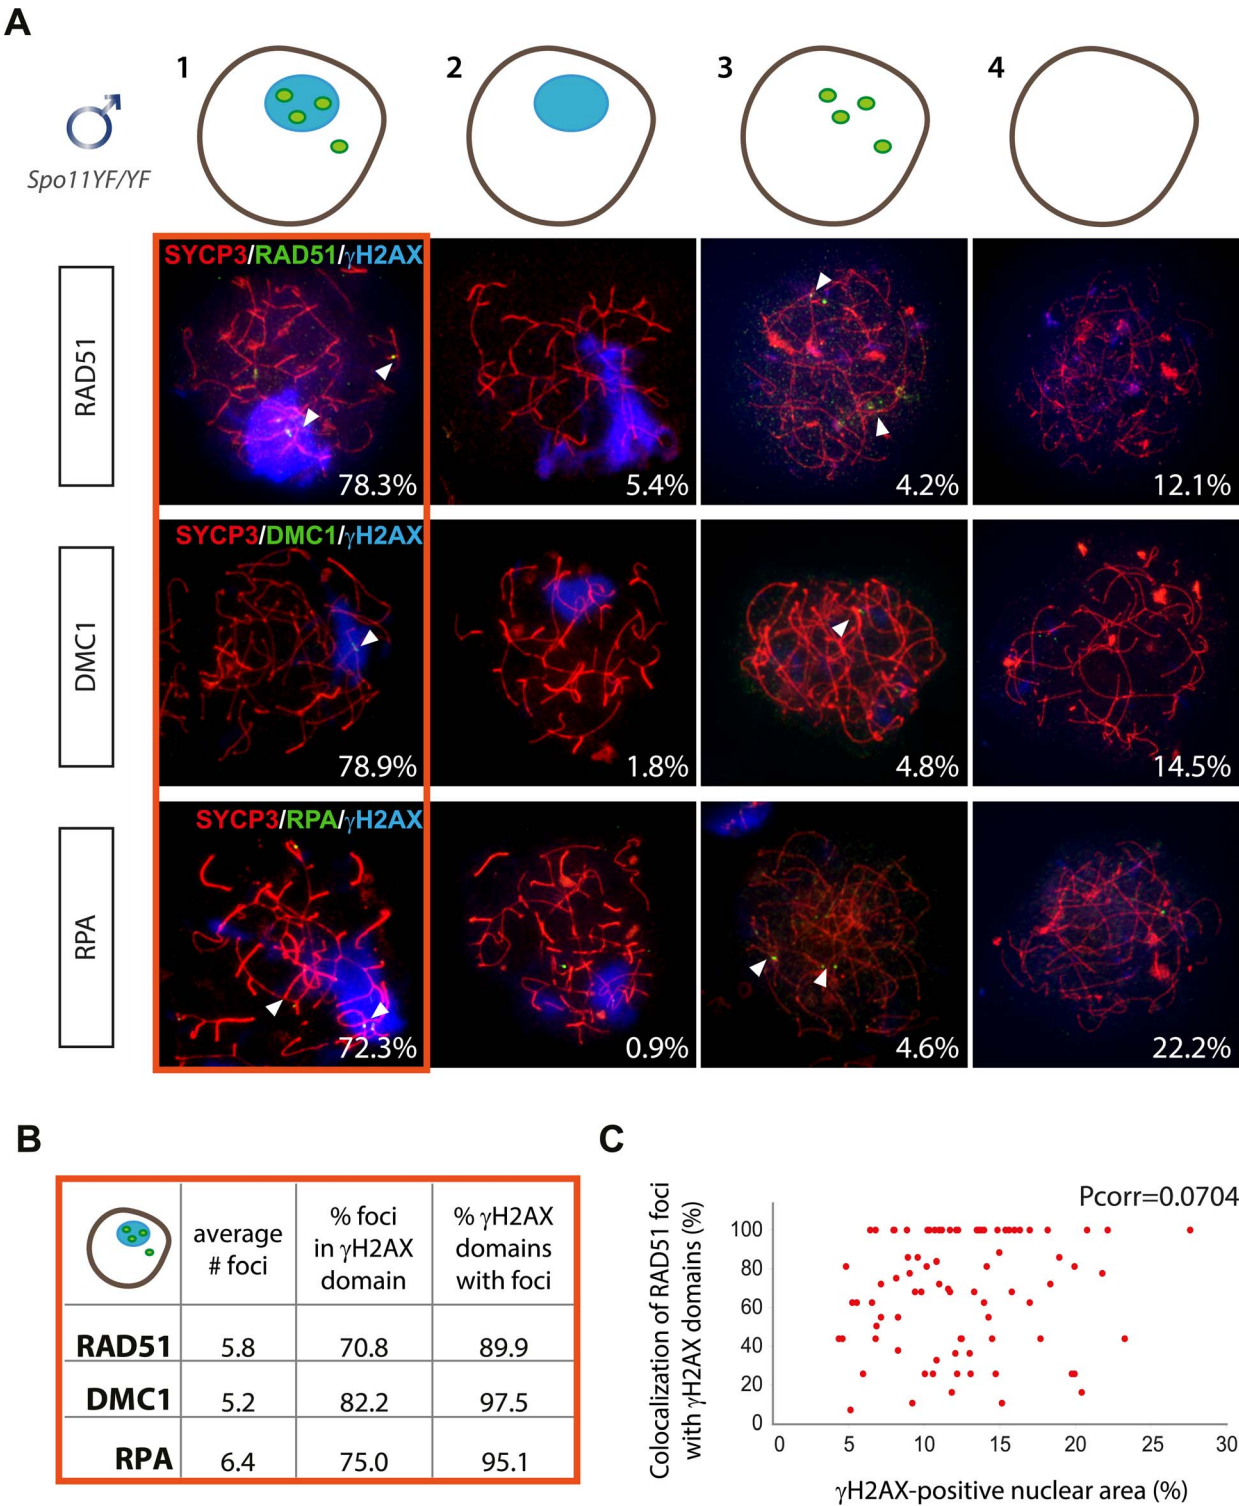 A
1
2
3
4
Spo11YF/YF
RAD51
SYCP3/RAD51/γH2AX
78.3%
5.4%
4.2%
12.1%
DMC1
SYCP3/DMC1/γH2AX
78.9%
1.8%
4.8%
14.5%
RPA
SYCP3/RPA/γH2AX
72.3%
0.9%
4.6%
22.2%
B
average
# foci
% foci
in γH2AX
domain
% γH2AX
domains
with foci
RAD51 5.8 70.8 89.9
DMC1 5.2 82.2 97.5
RPA 6.4 75.0 95.1
C
Colocalization of RAD51 foci
with γH2AX domains (%)
Pcorr=0.0704
100
80
60
40
20
0
0 5 10 15 20 25 30
γH2AX-positive nuclear area (%)